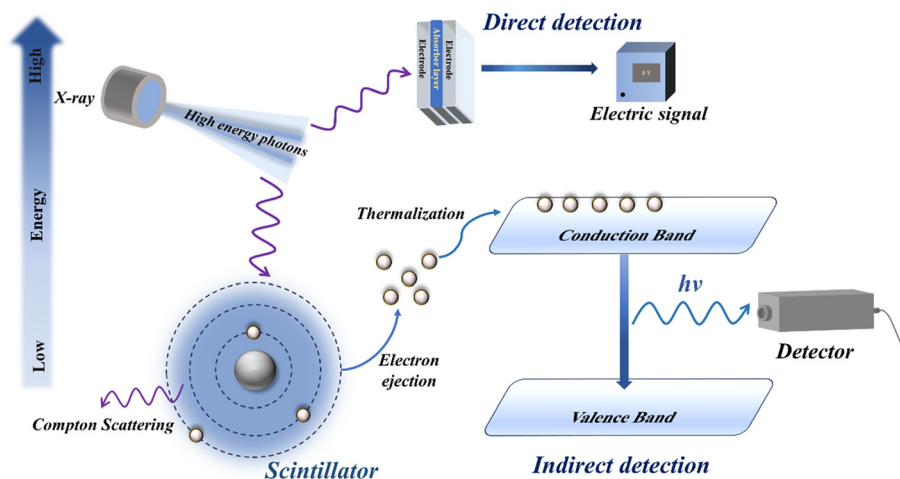 High
Energy
Low
X-ray
High energy photons
Electrode
Absorber layer
Electrode
Direct detection
J-V
Electric signal
Thermalization
Conduction Band
hν
Detector
Electron
ejection
Compton Scattering
Scintillator
Valence Band
Indirect detection